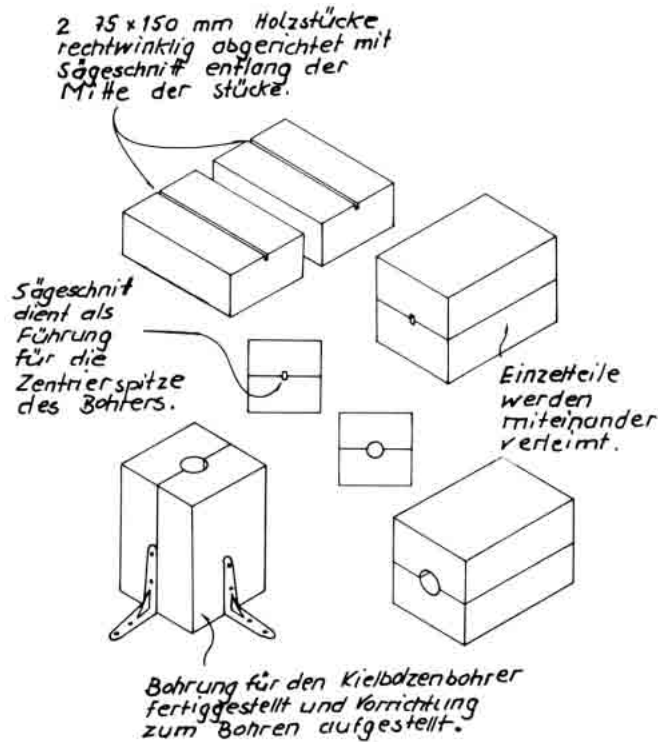 2 75 x 150 mm Holzstücke
rechtwinklig abgerichtet mit
Sägeschnitt entlang der
Mitte der Stücke.
Sägeschnit
dient als
Führung
für die
Zentrierspitze
des Bohrers.
Einzelteile
werden
miteinander
verleimt.
Bohrung für den Kielbolzenbohrer
fertiggestellt und Vorrichtung
zum Bohren aufgestellt.